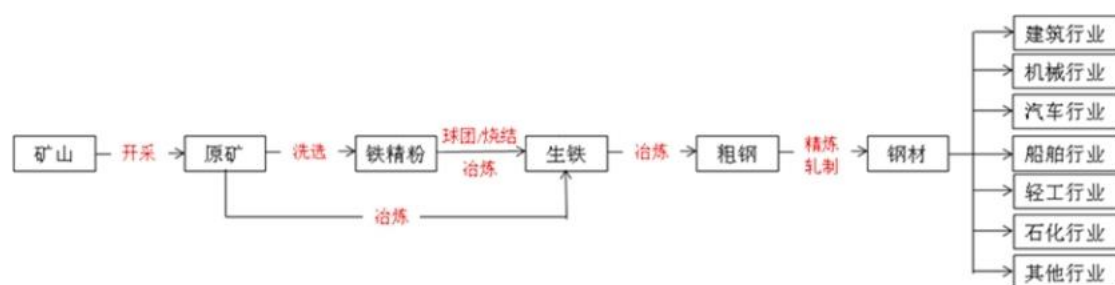 矿山
开采
原矿
洗选
铁精粉
球团/烧结
冶炼
生铁
冶炼
粗钢
精炼
轧制
钢材
冶炼
建筑行业
机械行业
汽车行业
船舶行业
轻工行业
石化行业
其他行业